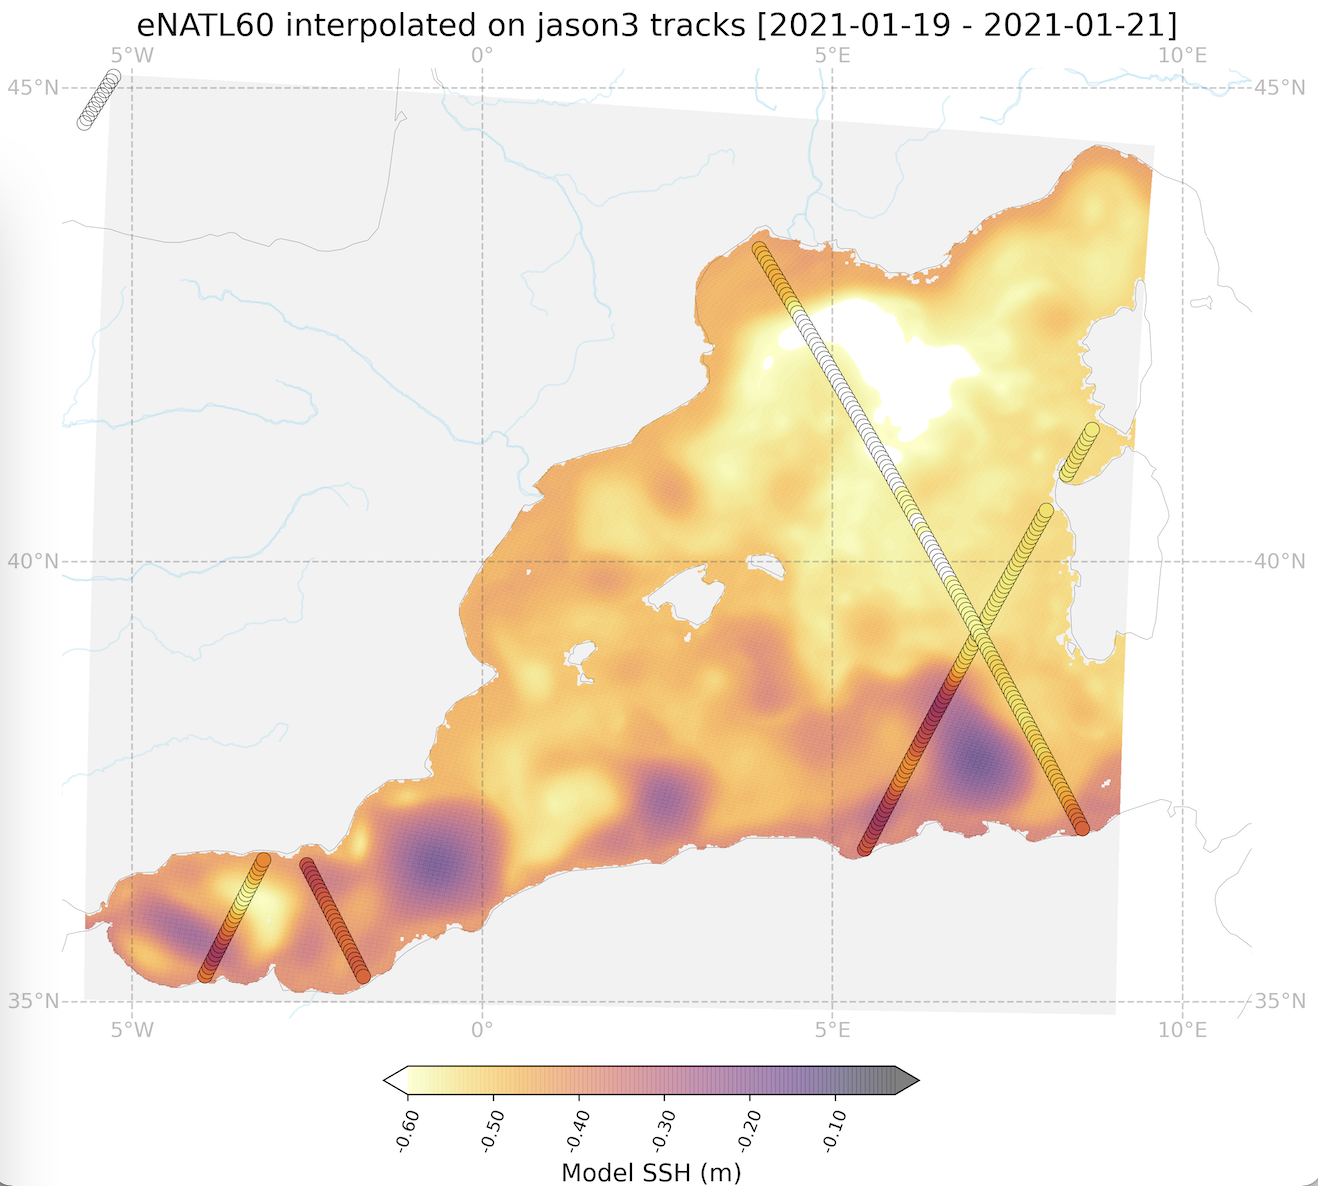 eNATL60 interpolated on jason3 tracks [2021-01-19 - 2021-01-21]
5°W 0° 5°E 10°E
45°N 45°N
40°N 40°N
35°N 35°N
5°W 0° 5°E 10°E
-0.60 -0.50 -0.40 -0.30 -0.20 -0.10
Model SSH (m)